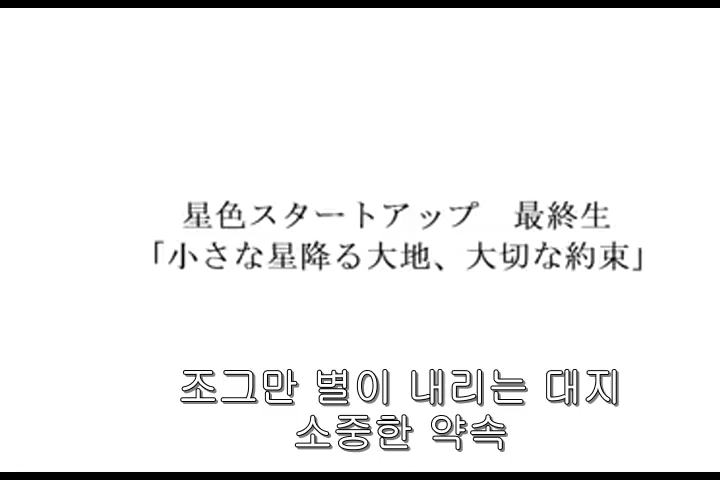 星色スタートアップ　最終生
「小さな星降る大地、大切な約束」
조그만 별이 내리는 대지
소중한 약속